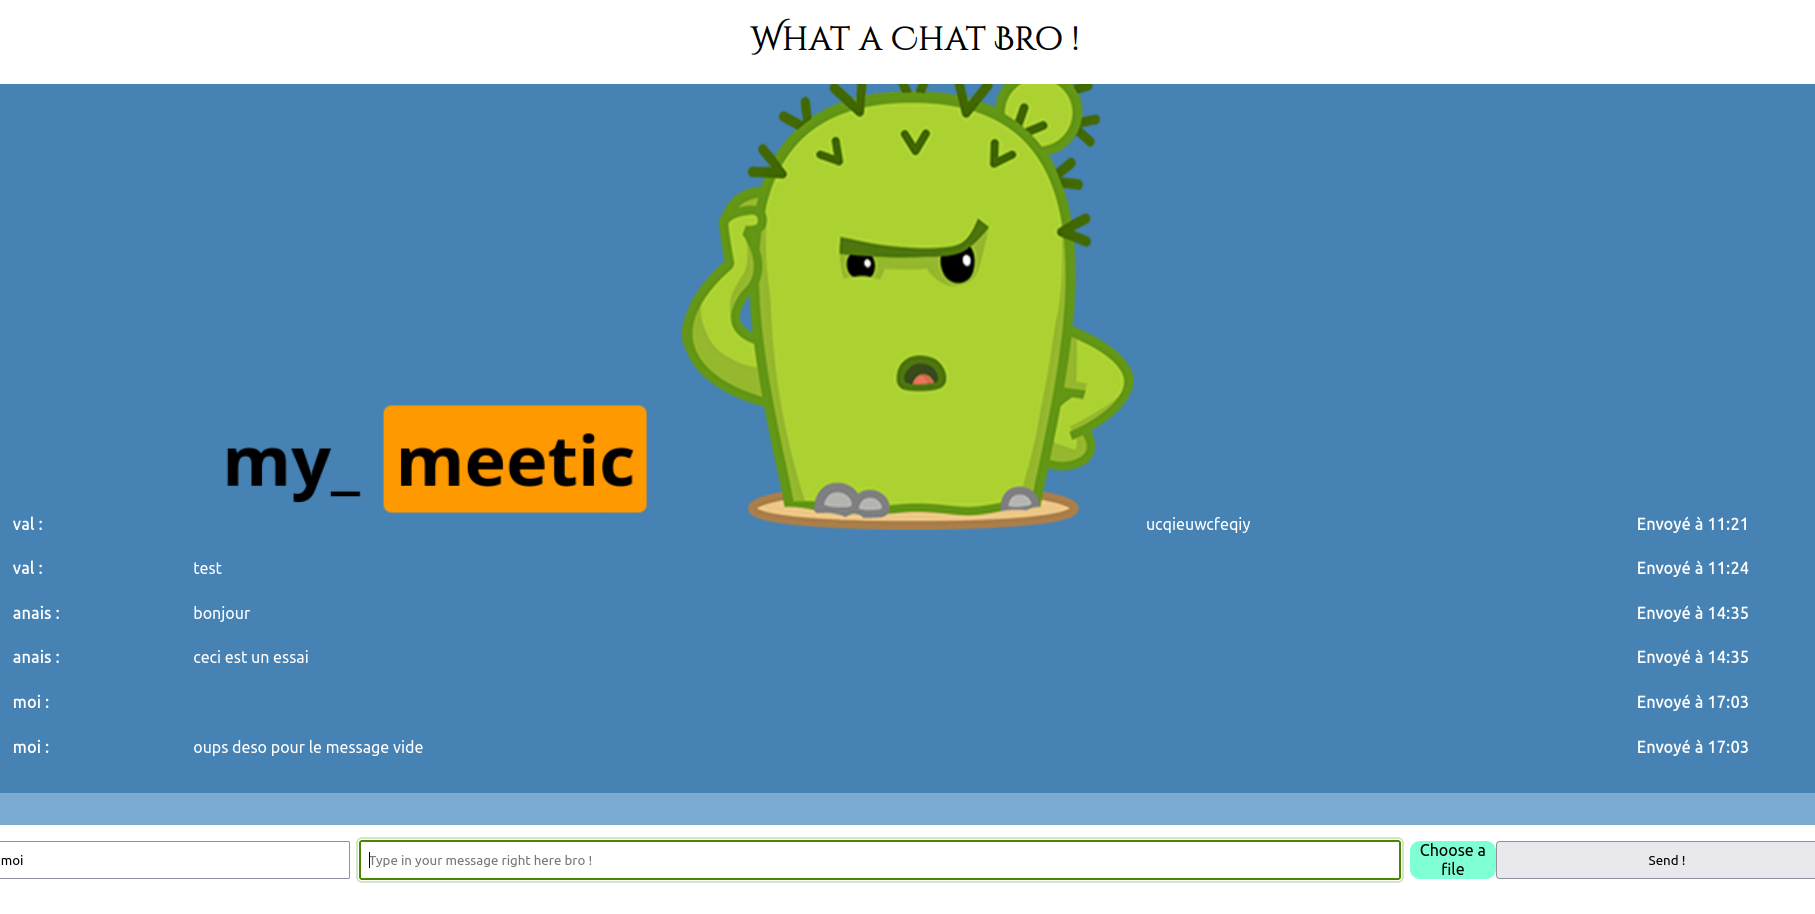 What a Chat Bro !
my_ meetic
val : ucqieuwcfeqiy Envoyé à 11:21
val : test Envoyé à 11:24
anais : bonjour Envoyé à 14:35
anais : ceci est un essai Envoyé à 14:35
moi : Envoyé à 17:03
moi : oups deso pour le message vide Envoyé à 17:03
moi Type in your message right here bro ! Choose a
file Send !